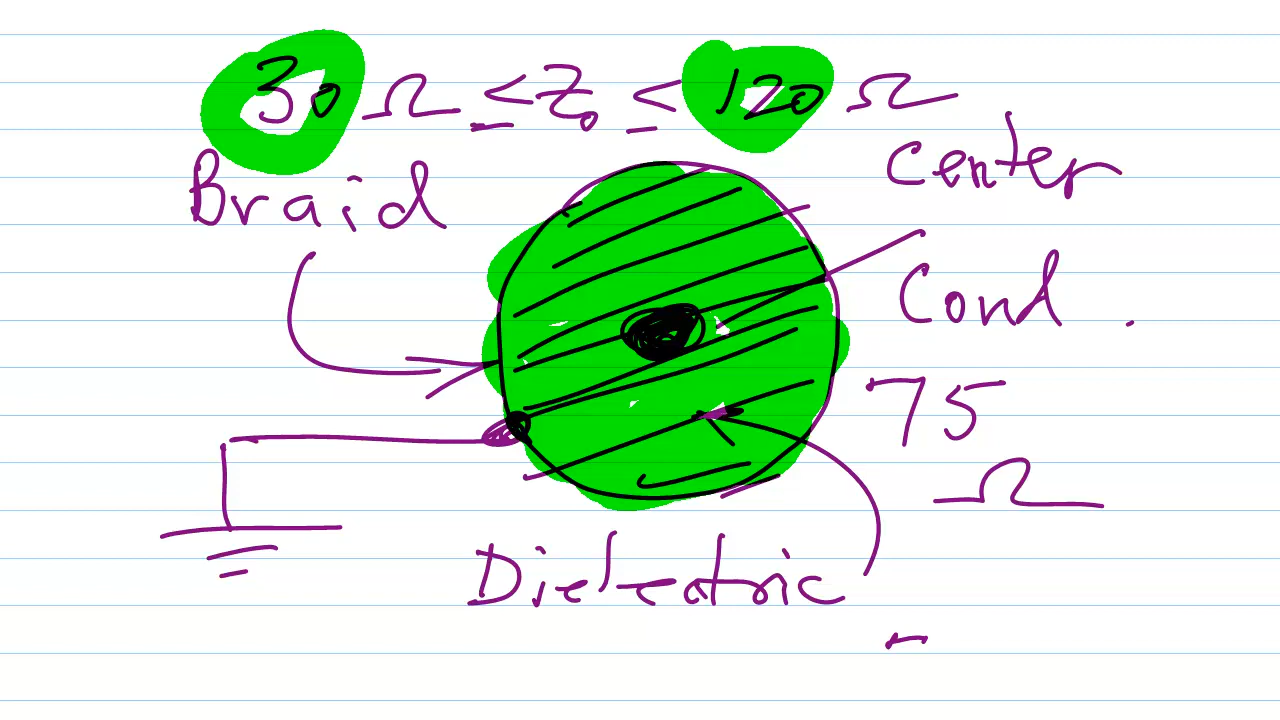 30 Ω ≤ Z₀ ≤ 120 Ω
Braid
Center
Cond.
75
Ω
Dielectric